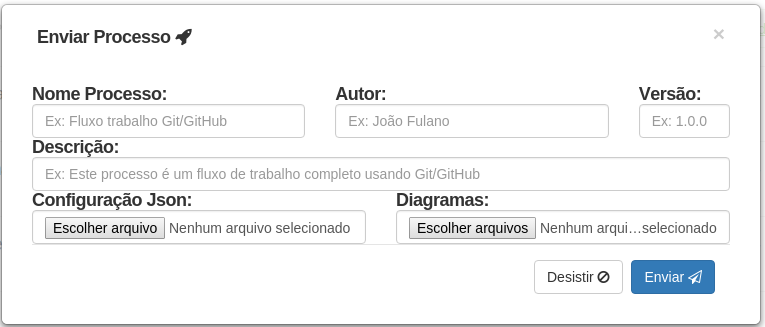 Enviar Processo
×
Nome Processo: Autor: Versão:
Ex: Fluxo trabalho Git/GitHub Ex: João Fulano Ex: 1.0.0
Descrição:
Ex: Este processo é um fluxo de trabalho completo usando Git/GitHub
Configuração Json: Diagramas:
Escolher arquivo Nenhum arquivo selecionado Escolher arquivos Nenhum arqui…selecionado
Desistir Enviar